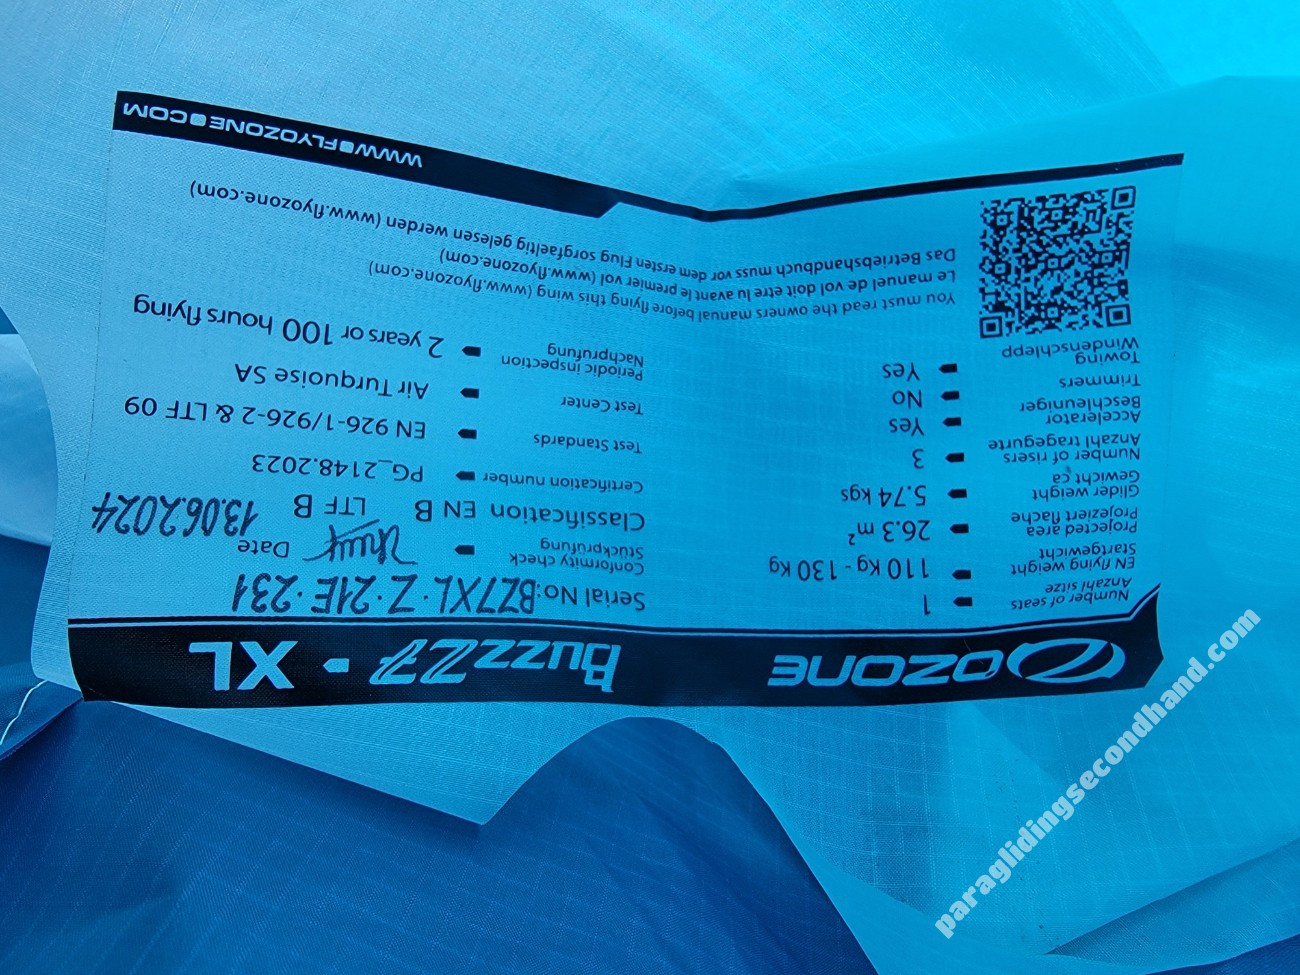 OZONE
BuzzZ7 - XL
Number of seats 1
Anzahl sitze
EN flying weight 110 kg - 130 kg
Startgewicht
Projected area 26.3 m²
Projeziert flache
Glider weight 5.74 kgs
Gewicht ca
Number of risers 3
Anzahl tragegurte
Accelerator Yes
Beschleuniger
Trimmers No
Towing Yes
Windenschlepp
Serial No: BZ7XL·Z·21E·231
Conformity check Date 13.06.2024
Stückprüfung
Classification EN B LTF B
Certification number PG_2148.2023
Test Standards EN 926-1/926-2 & LTF 09
Test Center Air Turquoise SA
Periodic inspection 2 years or 100 hours flying
Nachprüfung
You must read the owners manual before flying this wing (www.flyozone.com)
Le manuel de vol doit etre lu avant le premier vol (www.flyozone.com)
Das Betriebshandbuch muss vor dem ersten Flug sorgfaeltig gelesen werden (www.flyozone.com)
WWW.FLYOZONE.COM
paraglidingsecondhand.com